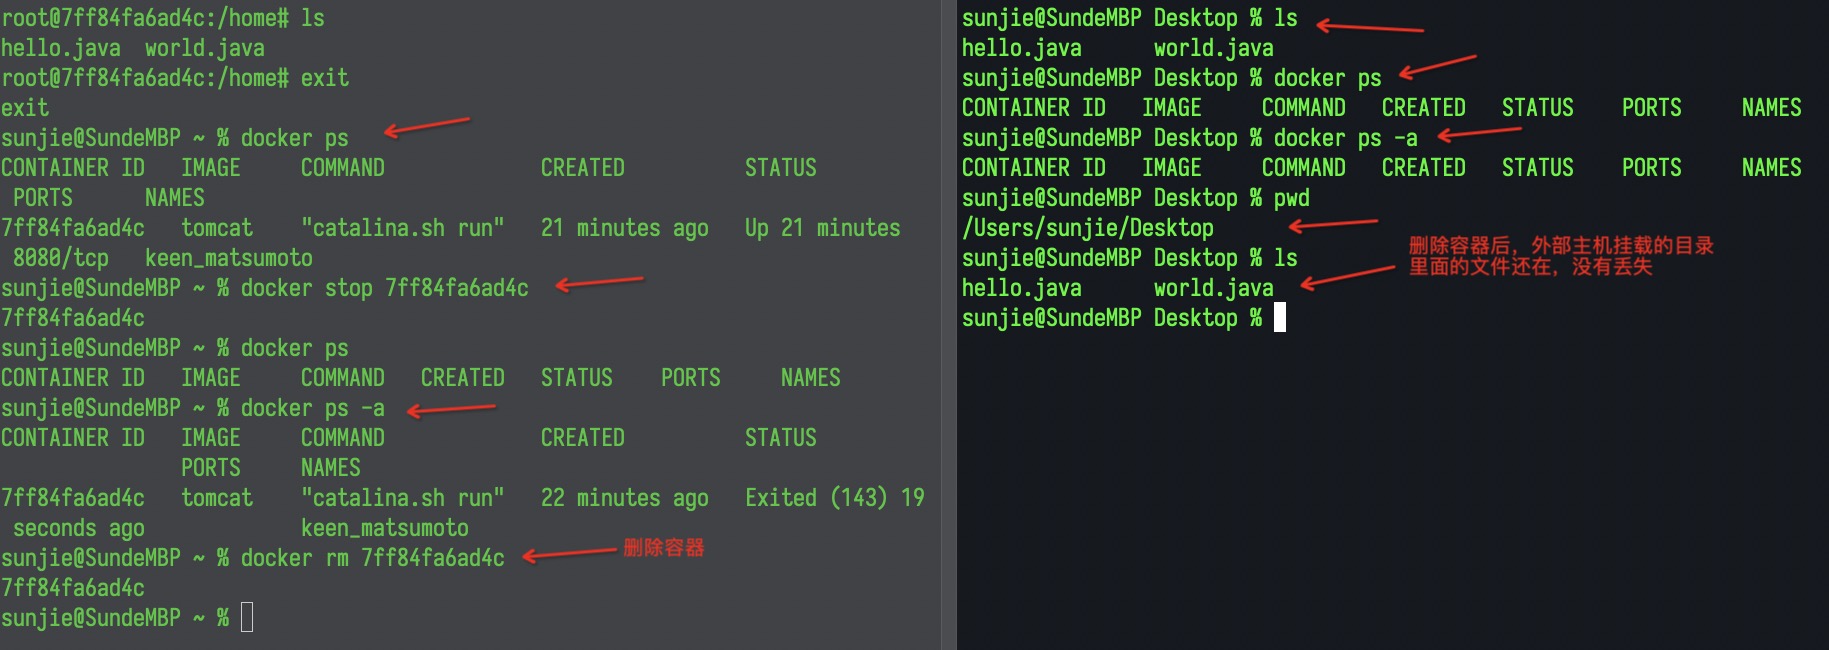 root@7ff84fa6ad4c:/home# ls
hello.java  world.java
root@7ff84fa6ad4c:/home# exit
exit
sunjie@SundeMBP ~ % docker ps
CONTAINER ID   IMAGE     COMMAND             CREATED          STATUS
 PORTS      NAMES
7ff84fa6ad4c   tomcat    "catalina.sh run"   21 minutes ago   Up 21 minutes
 8080/tcp   keen_matsumoto
sunjie@SundeMBP ~ % docker stop 7ff84fa6ad4c
7ff84fa6ad4c
sunjie@SundeMBP ~ % docker ps
CONTAINER ID   IMAGE     COMMAND   CREATED   STATUS    PORTS     NAMES
sunjie@SundeMBP ~ % docker ps -a
CONTAINER ID   IMAGE     COMMAND             CREATED          STATUS
               PORTS     NAMES
7ff84fa6ad4c   tomcat    "catalina.sh run"   22 minutes ago   Exited (143) 19
 seconds ago             keen_matsumoto
sunjie@SundeMBP ~ % docker rm 7ff84fa6ad4c
删除容器
7ff84fa6ad4c
sunjie@SundeMBP ~ %
sunjie@SundeMBP Desktop % ls
hello.java      world.java
sunjie@SundeMBP Desktop % docker ps
CONTAINER ID   IMAGE     COMMAND   CREATED   STATUS    PORTS     NAMES
sunjie@SundeMBP Desktop % docker ps -a
CONTAINER ID   IMAGE     COMMAND   CREATED   STATUS    PORTS     NAMES
sunjie@SundeMBP Desktop % pwd
/Users/sunjie/Desktop
sunjie@SundeMBP Desktop % ls
hello.java      world.java
sunjie@SundeMBP Desktop %
删除容器后，外部主机挂载的目录
里面的文件还在，没有丢失